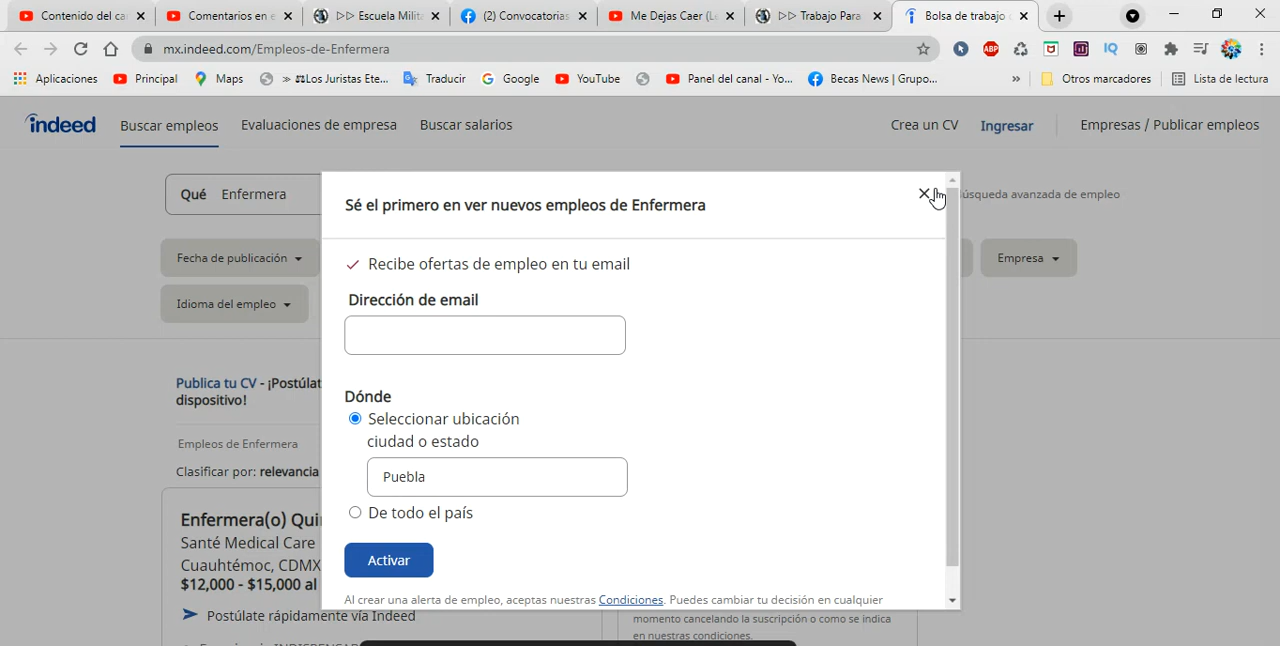 Contenido del ca
Comentarios en e
>> Escuela Milita
(2) Convocatorias
Me Dejas Caer (Le
>> Trabajo Para
Bolsa de trabajo
mx.indeed.com/Empleos-de-Enfermera
ABP
IQ
Aplicaciones
Principal
Maps
» ⚖Los Juristas Ete...
Traducir
Google
YouTube
Panel del canal - Yo...
Becas News | Grupo...
»
Otros marcadores
Lista de lectura
indeed
Buscar empleos
Evaluaciones de empresa
Buscar salarios
Crea un CV
Ingresar
Empresas / Publicar empleos
Qué Enfermera
úsqueda avanzada de empleo
Fecha de publicación
Empresa
Idioma del empleo
Sé el primero en ver nuevos empleos de Enfermera
Recibe ofertas de empleo en tu email
Dirección de email
Dónde
Seleccionar ubicación
ciudad o estado
Puebla
De todo el país
Activar
Al crear una alerta de empleo, aceptas nuestras Condiciones. Puedes cambiar tu decisión en cualquier
Publica tu CV - ¡Postúlat
dispositivo!
Empleos de Enfermera
Clasificar por: relevancia
Enfermera(o) Qui
Santé Medical Care
Cuauhtémoc, CDMX
$12,000 - $15,000 al
Postúlate rápidamente vía Indeed
momento cancelando la suscripción o como se indica
en nuestras condiciones.